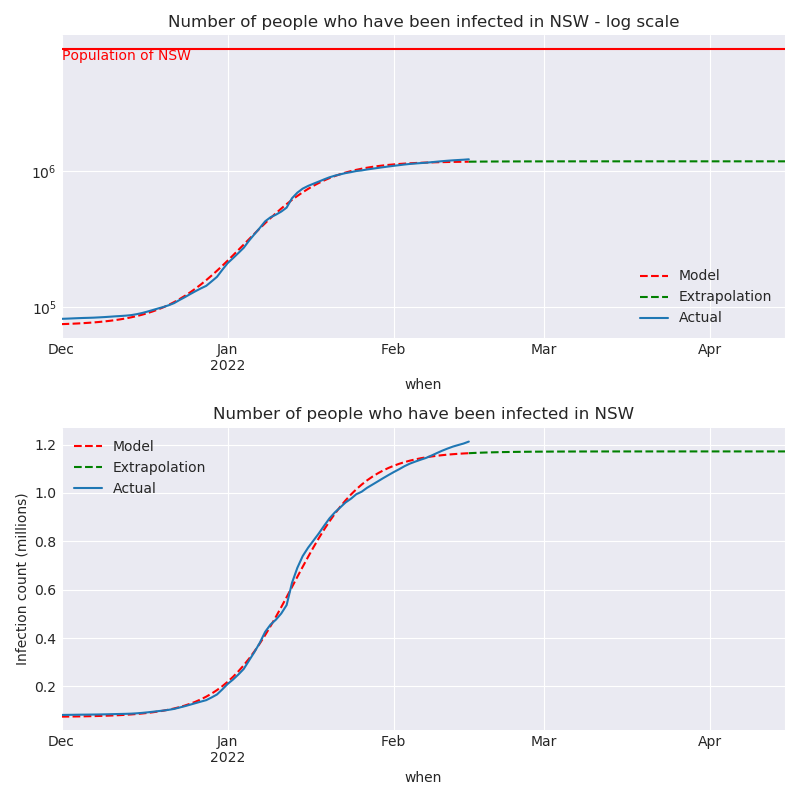 Number of people who have been infected in NSW - log scale
Population of NSW
10^6
10^5
Model
Extrapolation
Actual
Dec
Jan
2022
Feb
Mar
Apr
when
Number of people who have been infected in NSW
Infection count (millions)
1.2
1.0
0.8
0.6
0.4
0.2
Model
Extrapolation
Actual
Dec
Jan
2022
Feb
Mar
Apr
when